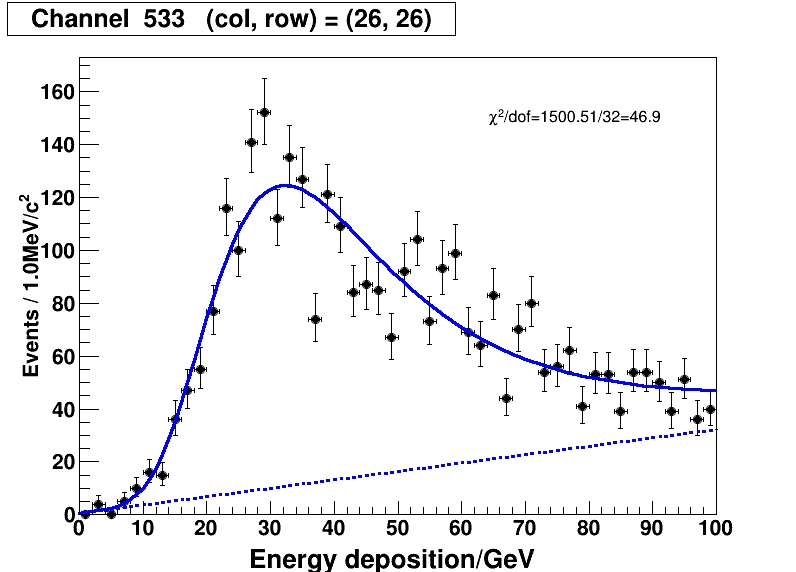 Channel 533 (col, row) = (26, 26)
χ²/dof=1500.51/32=46.9
Events / 1.0MeV/c²
160
140
120
100
80
60
40
20
0
0 10 20 30 40 50 60 70 80 90 100
Energy deposition/GeV